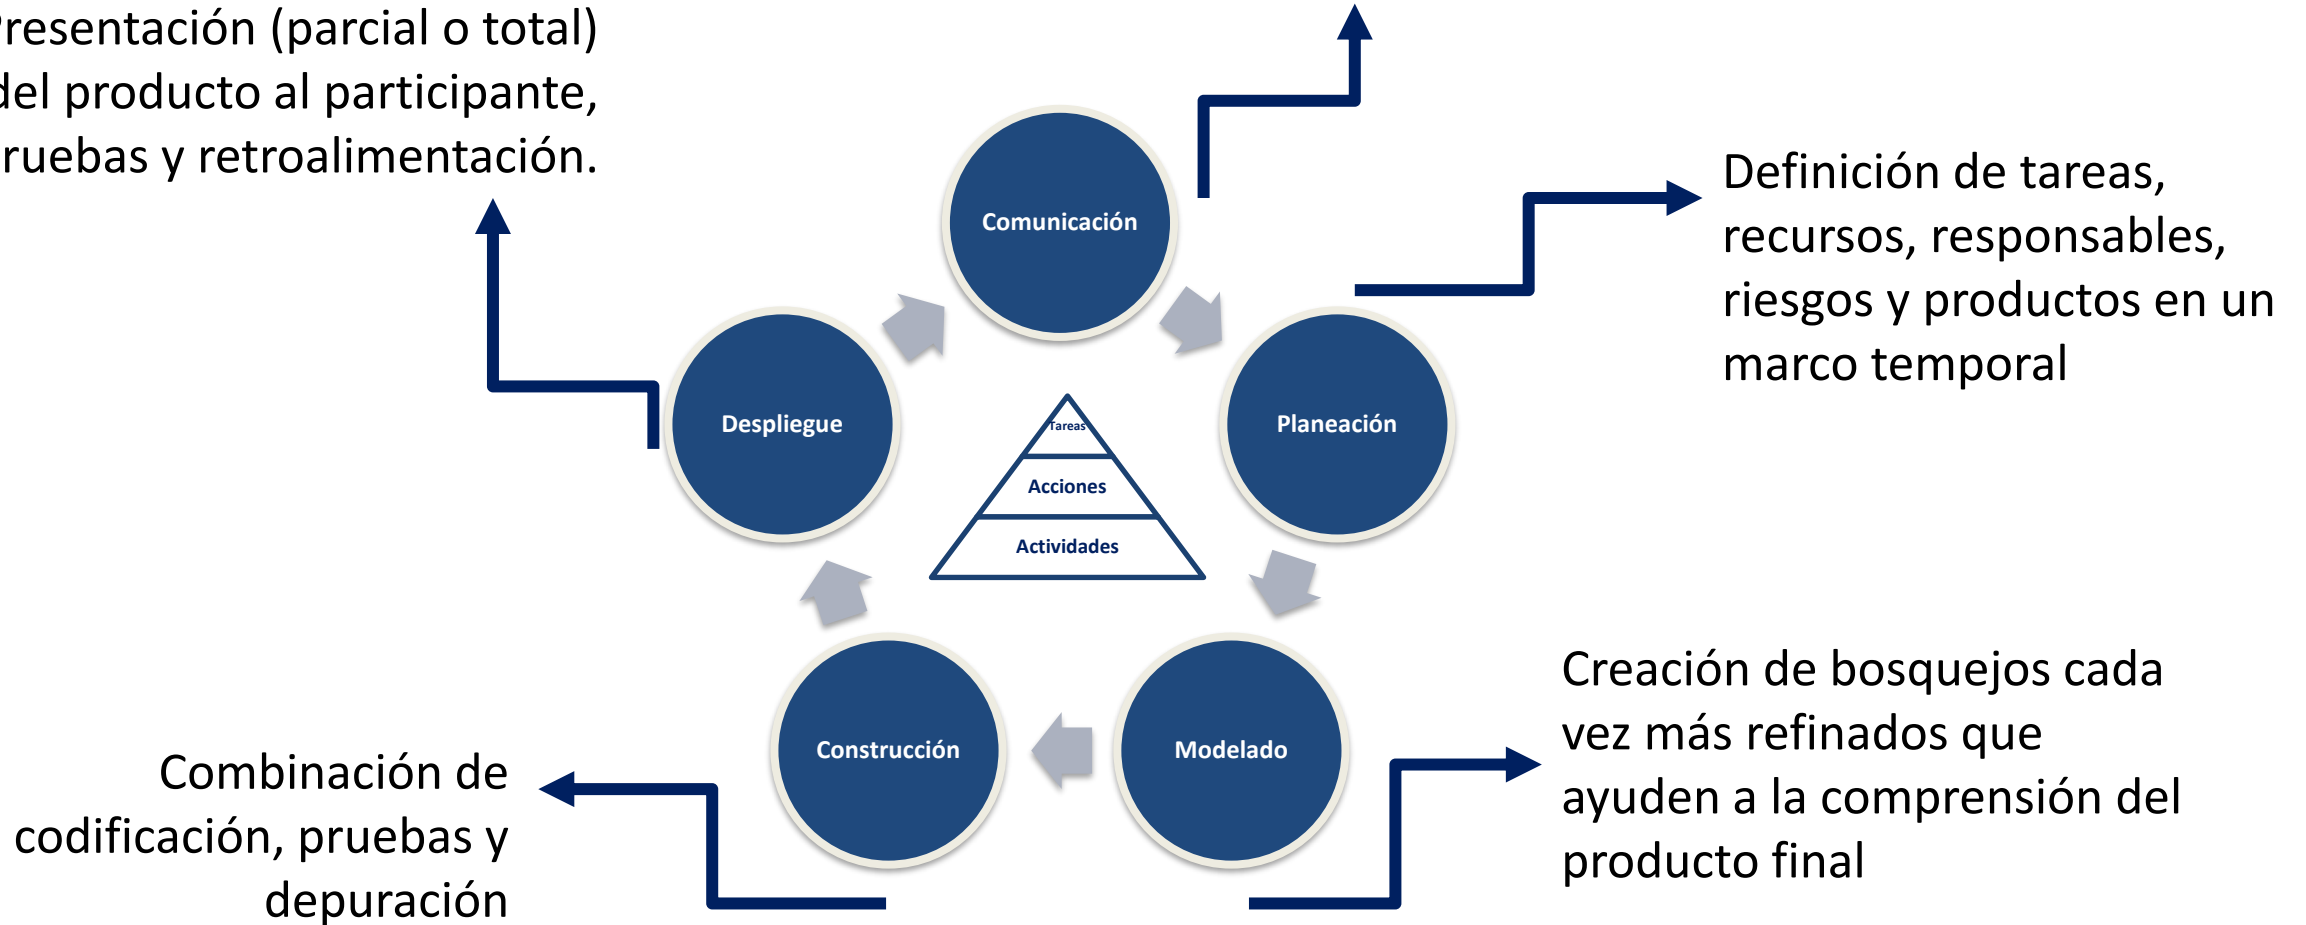 resentación (parcial o total)
del producto al participante,
ruebas y retroalimentación.
Comunicación
Definición de tareas,
recursos, responsables,
riesgos y productos en un
marco temporal
Despliegue
Planeación
Tareas
Acciones
Actividades
Construcción
Modelado
Creación de bosquejos cada
vez más refinados que
ayuden a la comprensión del
producto final
Combinación de
codificación, pruebas y
depuración